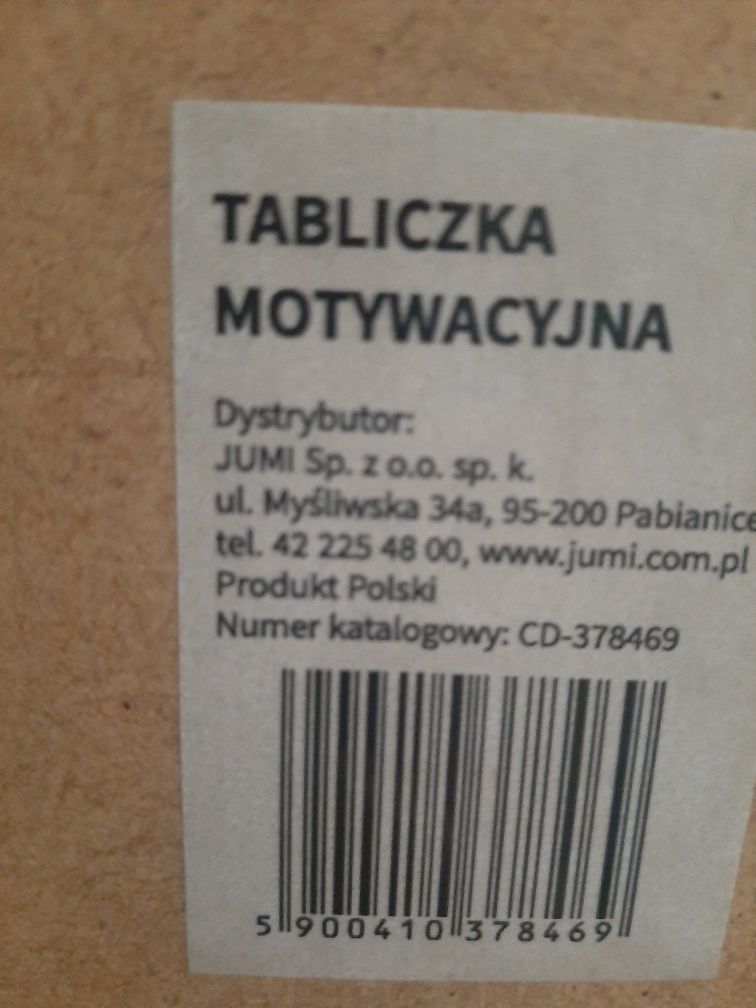 TABLICZKA
MOTYWACYJNA
Dystrybutor:
JUMI Sp. z o.o. sp. k.
ul. Myśliwska 34a, 95-200 Pabianice
tel. 42 225 48 00, www.jumi.com.pl
Produkt Polski
Numer katalogowy: CD-378469
5 900410 378469